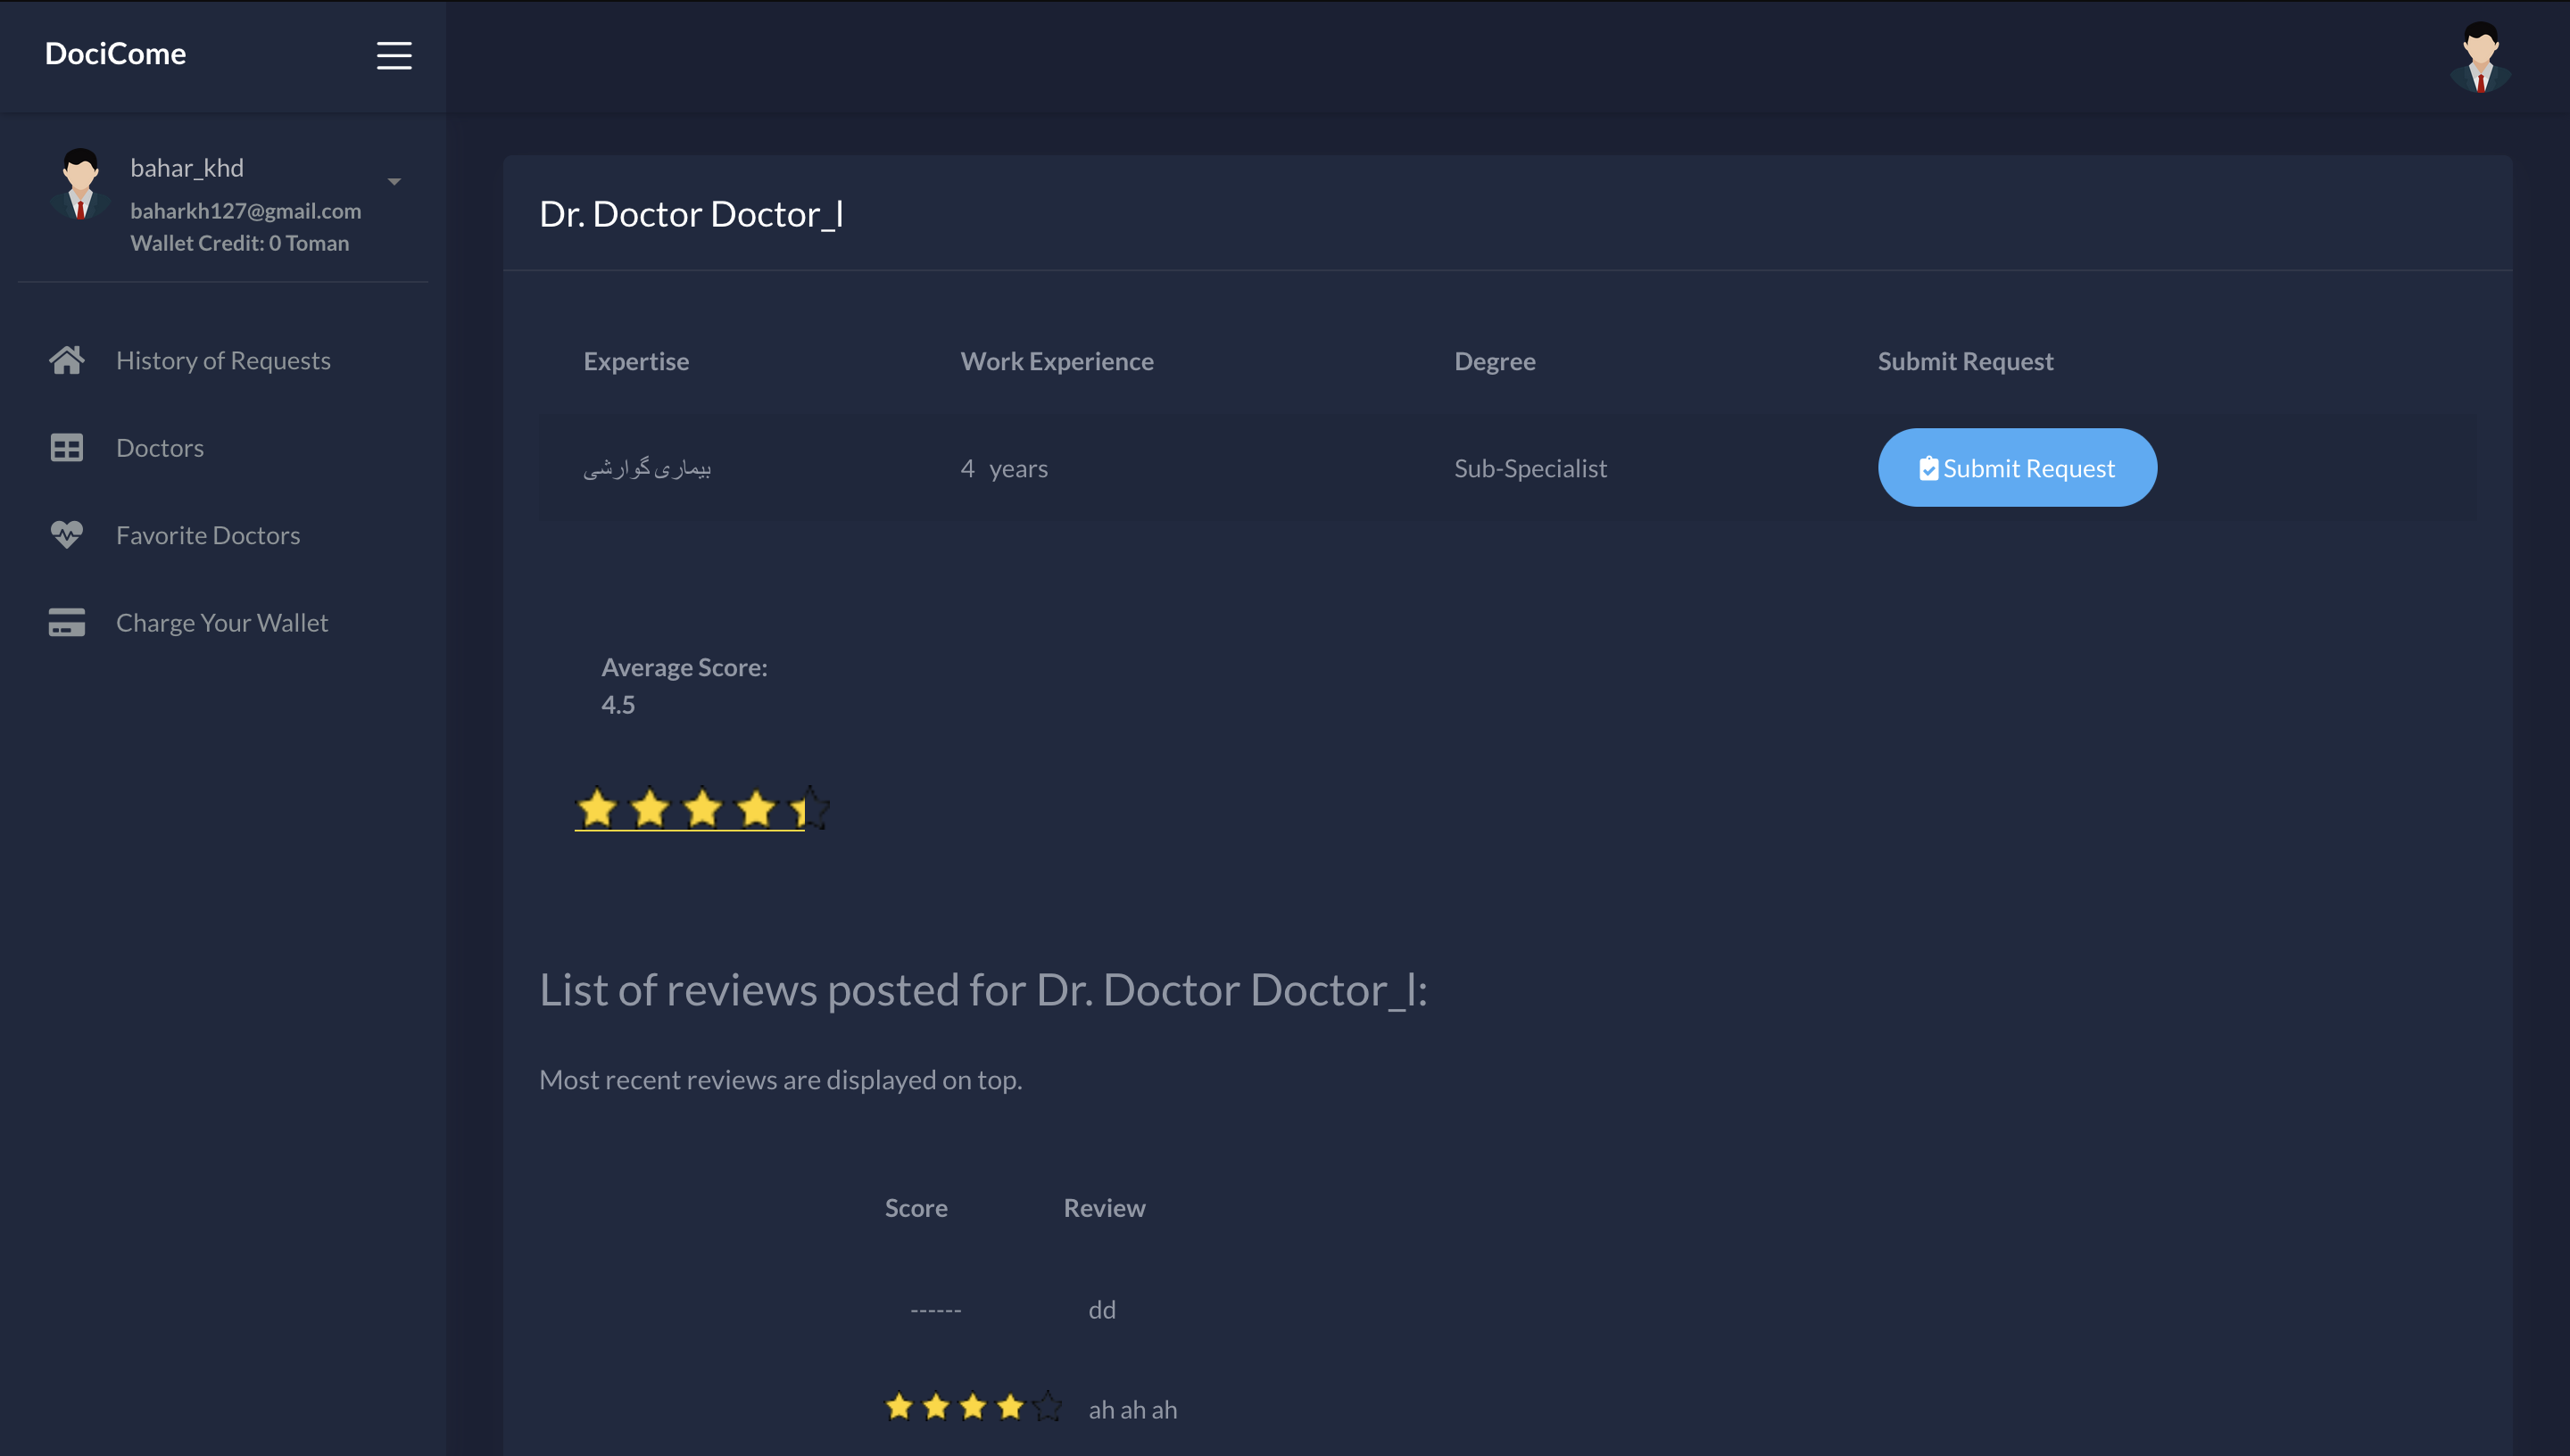 DociCome
bahar_khd
baharkh127@gmail.com
Wallet Credit: 0 Toman
History of Requests
Doctors
Favorite Doctors
Charge Your Wallet
Dr. Doctor Doctor_l
Expertise Work Experience Degree Submit Request
بیماری گوارشی 4 years Sub-Specialist Submit Request
Average Score:
4.5
List of reviews posted for Dr. Doctor Doctor_l:
Most recent reviews are displayed on top.
Score Review
------ dd
ah ah ah